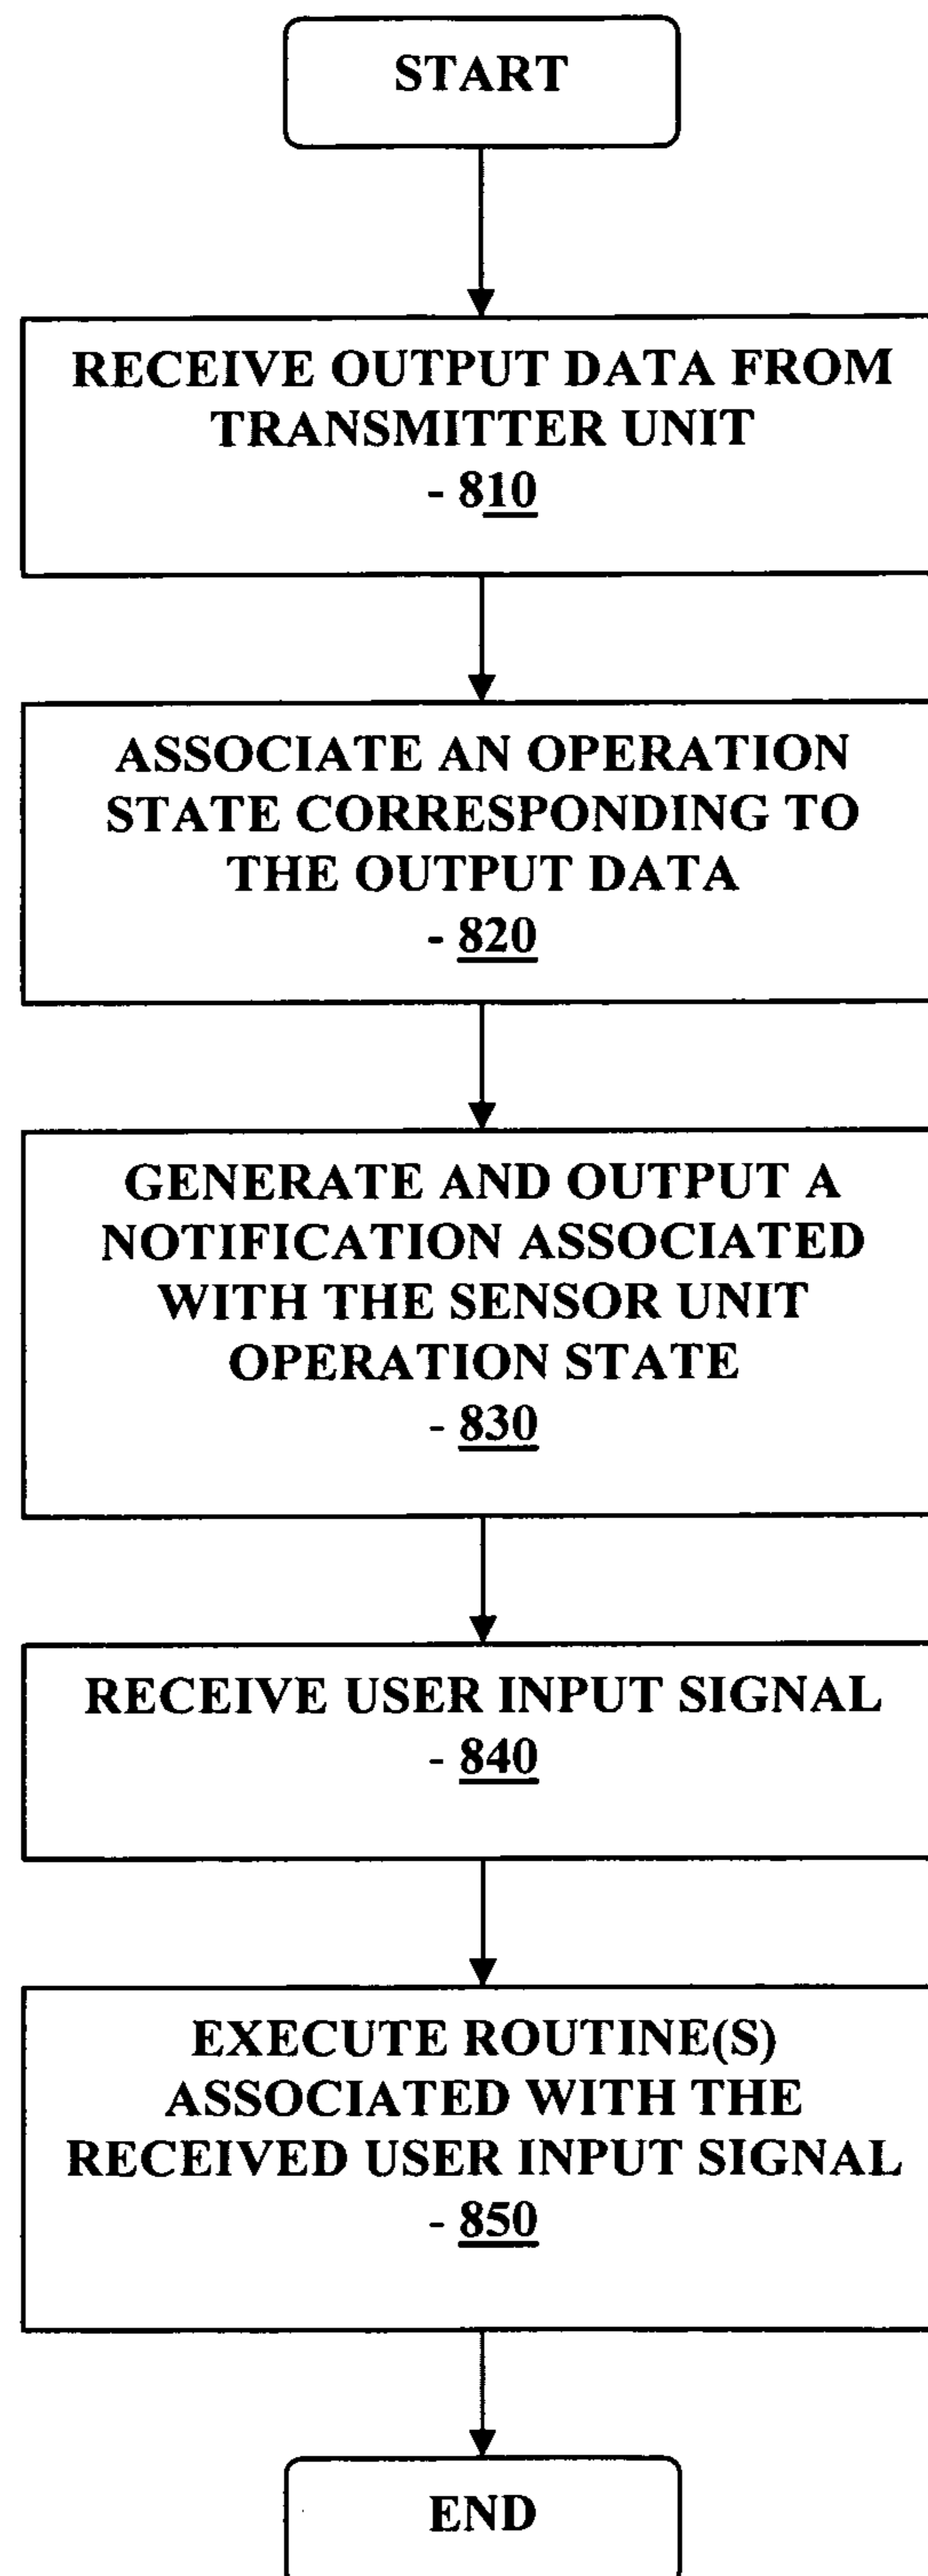 START
RECEIVE OUTPUT DATA FROM
TRANSMITTER UNIT
- 810
ASSOCIATE AN OPERATION
STATE CORRESPONDING TO
THE OUTPUT DATA
- 820
GENERATE AND OUTPUT A
NOTIFICATION ASSOCIATED
WITH THE SENSOR UNIT
OPERATION STATE
- 830
RECEIVE USER INPUT SIGNAL
- 840
EXECUTE ROUTINE(S)
ASSOCIATED WITH THE
RECEIVED USER INPUT SIGNAL
- 850
END